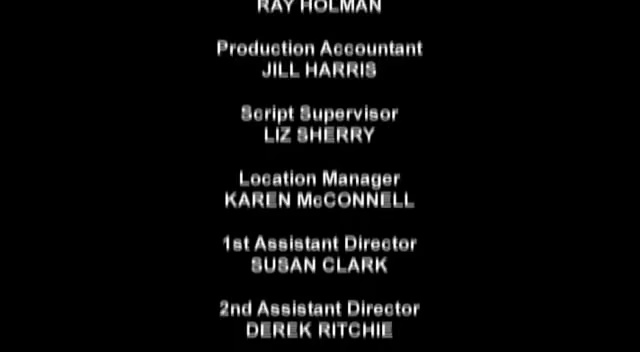 RAY HOLMAN
Production Accountant
JILL HARRIS
Script Supervisor
LIZ SHERRY
Location Manager
KAREN McCONNELL
1st Assistant Director
SUSAN CLARK
2nd Assistant Director
DEREK RITCHIE